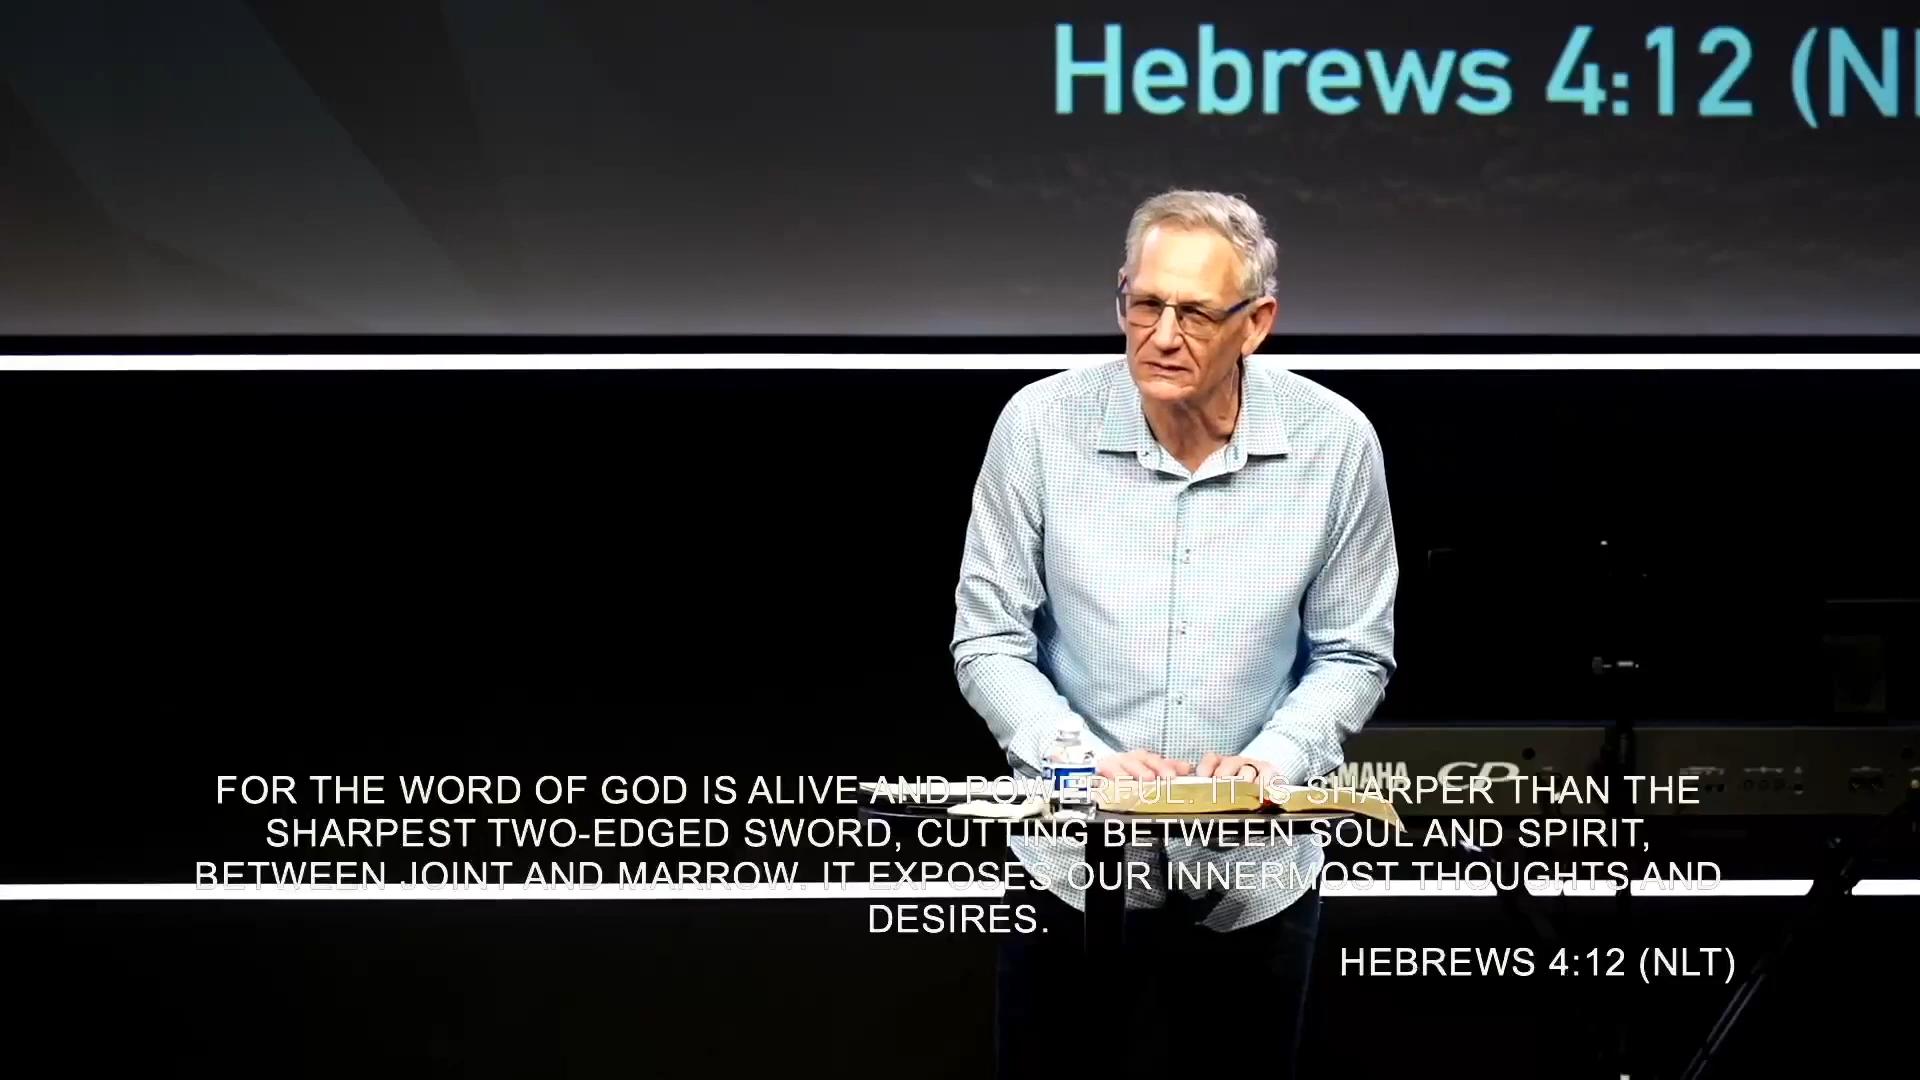 Hebrews 4:12 (N
YAMAHA CP
FOR THE WORD OF GOD IS ALIVE AND POWERFUL. IT IS SHARPER THAN THE
SHARPEST TWO-EDGED SWORD, CUTTING BETWEEN SOUL AND SPIRIT,
BETWEEN JOINT AND MARROW. IT EXPOSES OUR INNERMOST THOUGHTS AND
DESIRES.
HEBREWS 4:12 (NLT)